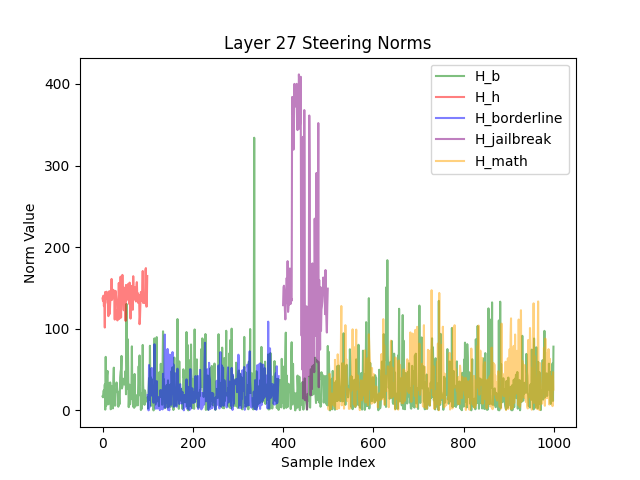 Layer 27 Steering Norms
H_b
H_h
H_borderline
H_jailbreak
H_math
Norm Value
400
300
200
100
0
0 200 400 600 800 1000
Sample Index